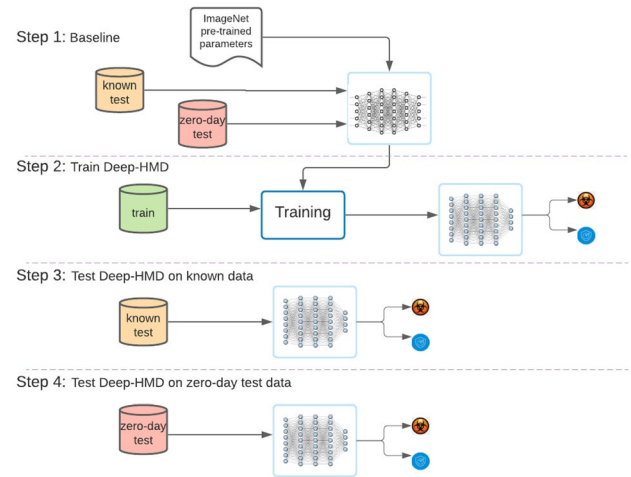 Step 1: Baseline
ImageNet
pre-trained
parameters
known
test
zero-day
test
Step 2: Train Deep-HMD
train
Training
Step 3: Test Deep-HMD on known data
known
test
Step 4: Test Deep-HMD on zero-day test data
zero-day
test